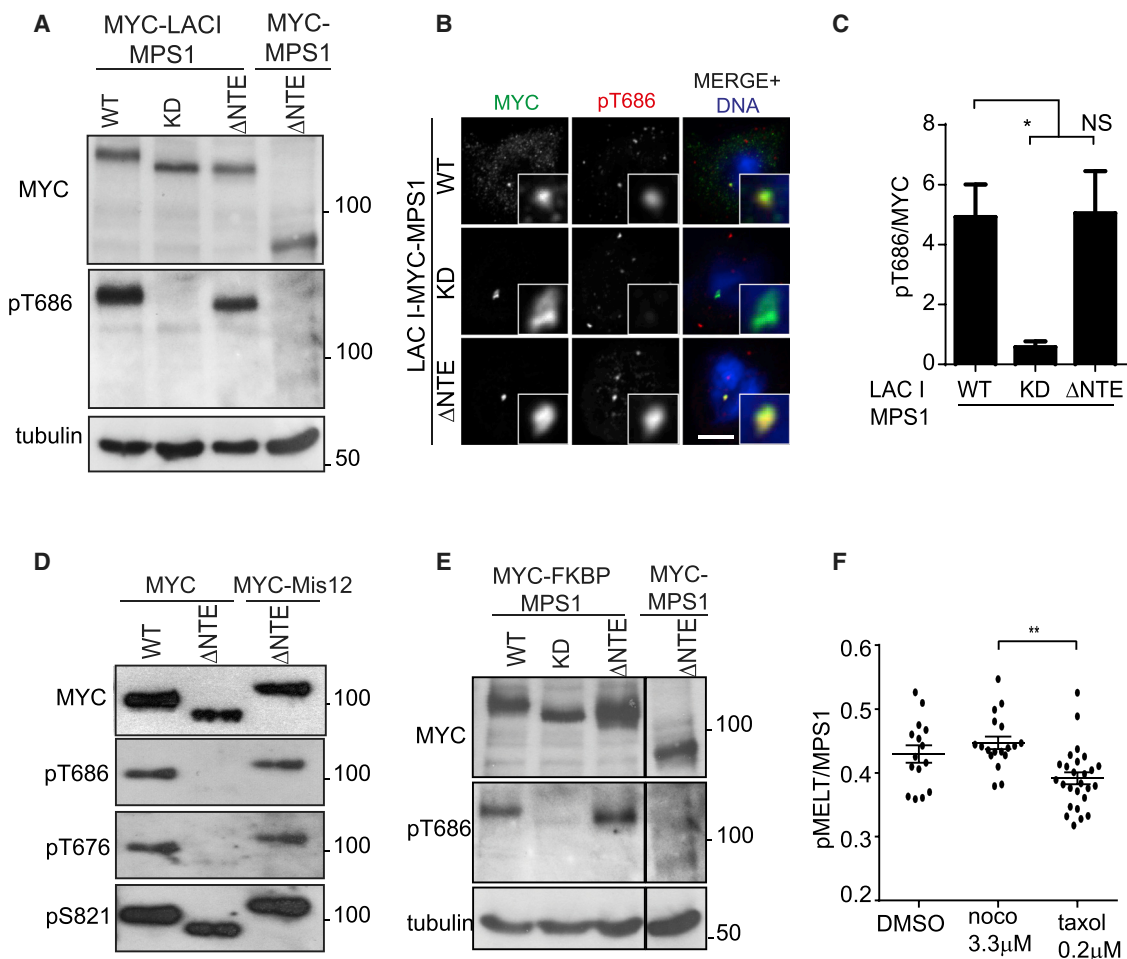 A
MYC-LACI
MPS1
MYC-
MPS1
WT
KD
ΔNTE
ΔNTE
MYC
100
pT686
100
tubulin
50
B
MYC
pT686
MERGE+
DNA
LAC I-MYC-MPS1
WT
KD
ΔNTE
C
pT686/MYC
8
6
4
2
0
*
NS
LAC I
MPS1
WT
KD
ΔNTE
D
MYC
MYC-Mis12
WT
ΔNTE
ΔNTE
MYC
100
pT686
100
pT676
100
pS821
100
E
MYC-FKBP
MPS1
MYC-
MPS1
WT
KD
ΔNTE
ΔNTE
MYC
100
pT686
100
tubulin
50
F
pMELT/MPS1
0.6
0.5
0.4
0.3
0.2
**
DMSO
noco
3.3μM
taxol
0.2μM